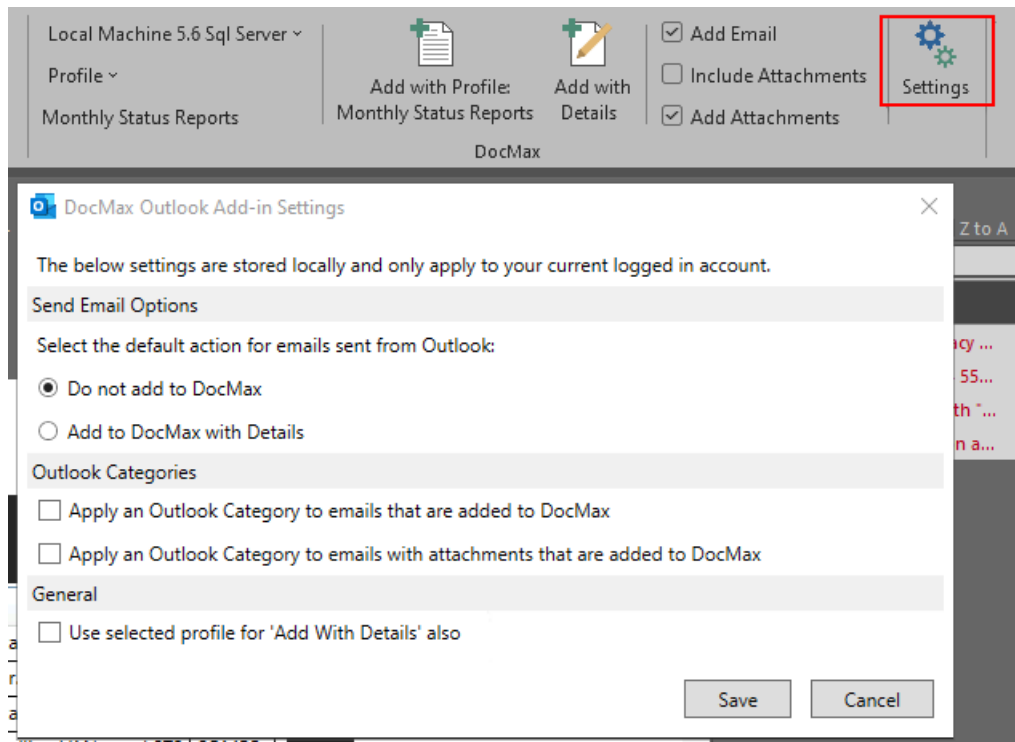 Local Machine 5.6 Sql Server
Profile
Monthly Status Reports
Add with Profile:
Monthly Status Reports
Add with
Details
Add Email
Include Attachments
Add Attachments
Settings
DocMax
DocMax Outlook Add-in Settings
Z to A
The below settings are stored locally and only apply to your current logged in account.
Send Email Options
Select the default action for emails sent from Outlook:
acy ...
Do not add to DocMax
55...
th "...
Add to DocMax with Details
n a...
Outlook Categories
Apply an Outlook Category to emails that are added to DocMax
Apply an Outlook Category to emails with attachments that are added to DocMax
General
Use selected profile for 'Add With Details' also
a
r
a
Save
Cancel